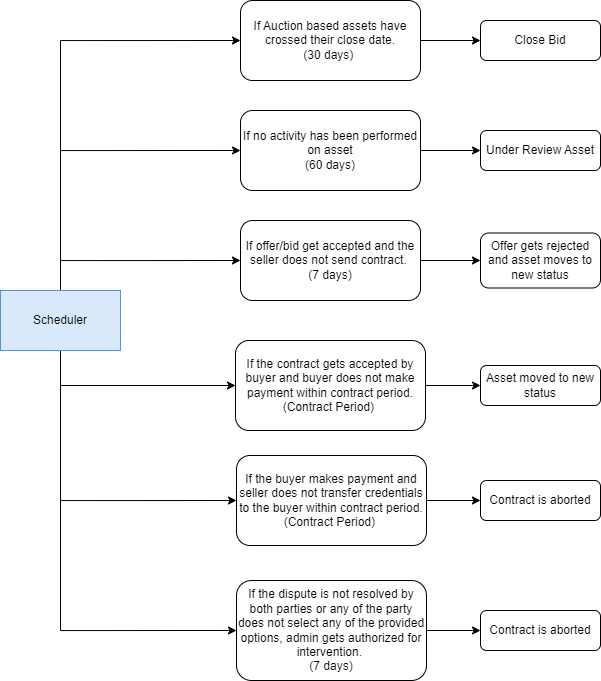 If Auction based assets have
crossed their close date.
(30 days)
Close Bid
If no activity has been performed
on asset
(60 days)
Under Review Asset
If offer/bid get accepted and the
seller does not send contract.
(7 days)
Offer gets rejected
and asset moves to
new status
Scheduler
If the contract gets accepted by
buyer and buyer does not make
payment within contract period.
(Contract Period)
Asset moved to new
status
If the buyer makes payment and
seller does not transfer credentials
to the buyer within contract period.
(Contract Period)
Contract is aborted
If the dispute is not resolved by
both parties or any of the party
does not select any of the provided
options, admin gets authorized for
intervention.
(7 days)
Contract is aborted